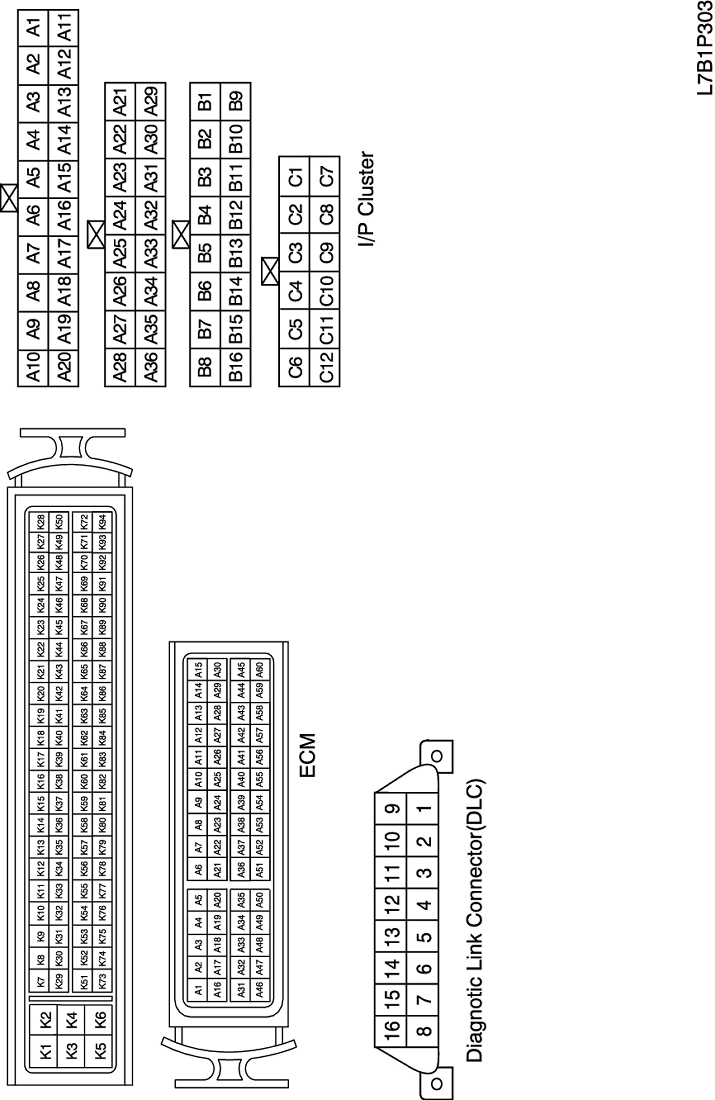 K1 K2
K3 K4
K5 K6
K7 K8 K9 K10 K11 K12 K13 K14 K15 K16 K17 K18 K19 K20 K21 K22 K23 K24 K25 K26 K27 K28
K29 K30 K31 K32 K33 K34 K35 K36 K37 K38 K39 K40 K41 K42 K43 K44 K45 K46 K47 K48 K49 K50
K51 K52 K53 K54 K55 K56 K57 K58 K59 K60 K61 K62 K63 K64 K65 K66 K67 K68 K69 K70 K71 K72
K73 K74 K75 K76 K77 K78 K79 K80 K81 K82 K83 K84 K85 K86 K87 K88 K89 K90 K91 K92 K93 K94
A1 A2 A3 A4 A5 A6 A7 A8 A9 A10 A11 A12 A13 A14 A15
A16 A17 A18 A19 A20 A21 A22 A23 A24 A25 A26 A27 A28 A29 A30
A31 A32 A33 A34 A35 A36 A37 A38 A39 A40 A41 A42 A43 A44 A45
A46 A47 A48 A49 A50 A51 A52 A53 A54 A55 A56 A57 A58 A59 A60
ECM
A10 A9 A8 A7 A6 A5 A4 A3 A2 A1
A20 A19 A18 A17 A16 A15 A14 A13 A12 A11
A28 A27 A26 A25 A24 A23 A22 A21
A36 A35 A34 A33 A32 A31 A30 A29
B8 B7 B6 B5 B4 B3 B2 B1
B16 B15 B14 B13 B12 B11 B10 B9
C6 C5 C4 C3 C2 C1
C12 C11 C10 C9 C8 C7
I/P Cluster
16 15 14 13 12 11 10 9
8 7 6 5 4 3 2 1
Diagnotic Link Connector(DLC)
L7B1P303